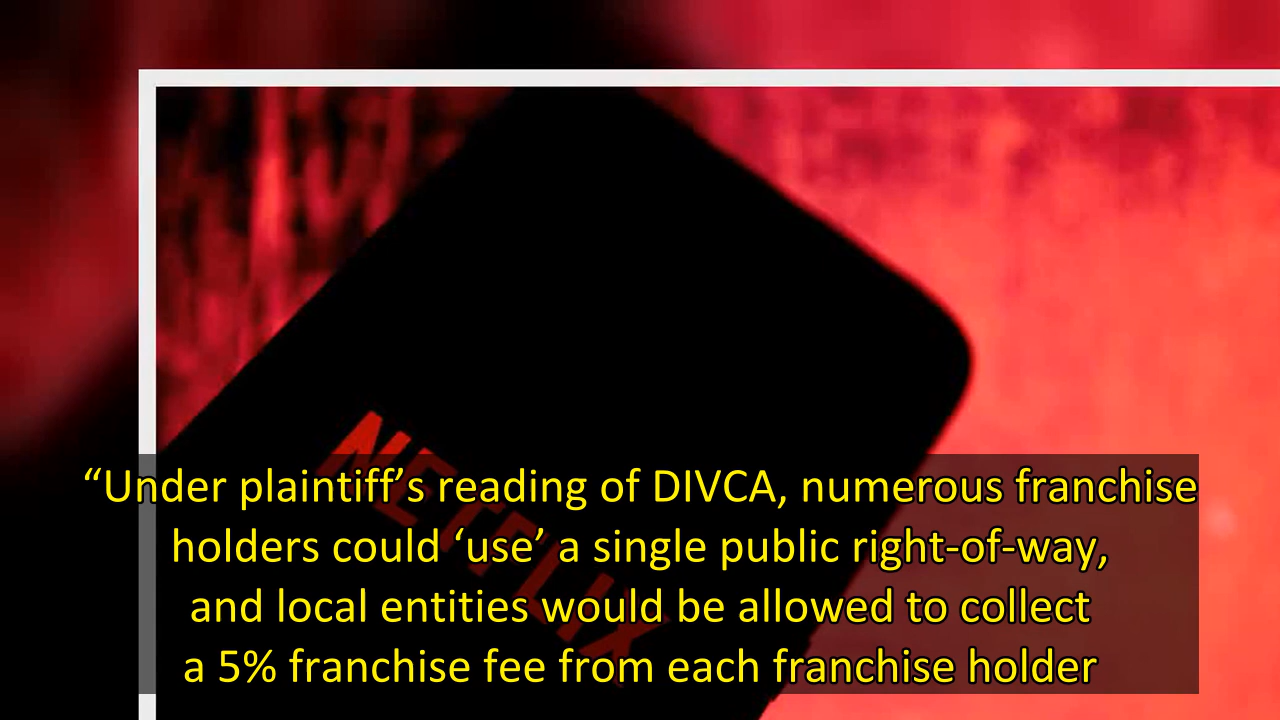 NETFLIX
“Under plaintiff’s reading of DIVCA, numerous franchise
holders could ‘use’ a single public right-of-way,
and local entities would be allowed to collect
a 5% franchise fee from each franchise holder